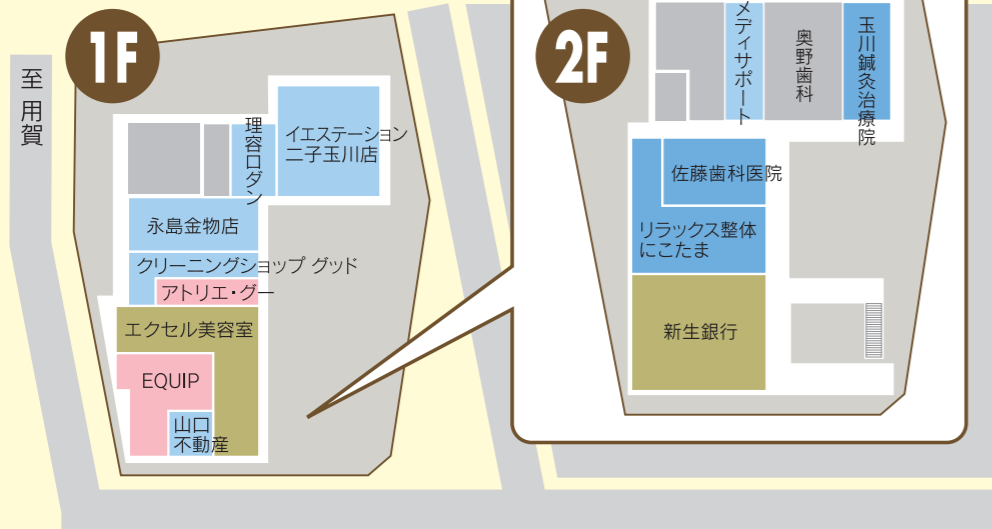 至用賀
1F
理容ロダン
イエステーション
二子玉川店
永島金物店
クリーニングショップ グッド
アトリエ・グー
エクセル美容室
EQUIP
山口
不動産
2F
メディサポート
奥野歯科
玉川鍼灸治療院
佐藤歯科医院
リラックス整体
にこたま
新生銀行